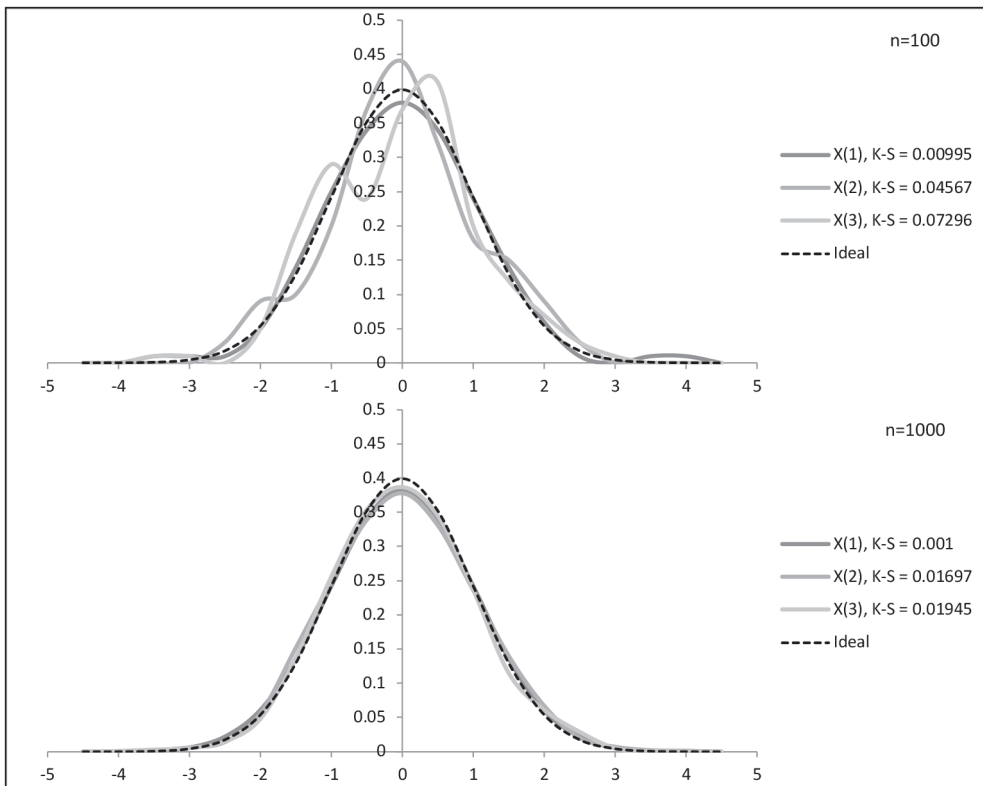 0.5
n=100
0.45
0.4
0.35
0.3
0.25
0.2
0.15
0.1
0.05
0
X(1), K-S = 0.00995
X(2), K-S = 0.04567
X(3), K-S = 0.07296
Ideal
-5 -4 -3 -2 -1 0 1 2 3 4 5
0.5
n=1000
0.45
0.4
0.35
0.3
0.25
0.2
0.15
0.1
0.05
0
X(1), K-S = 0.001
X(2), K-S = 0.01697
X(3), K-S = 0.01945
Ideal
-5 -4 -3 -2 -1 0 1 2 3 4 5